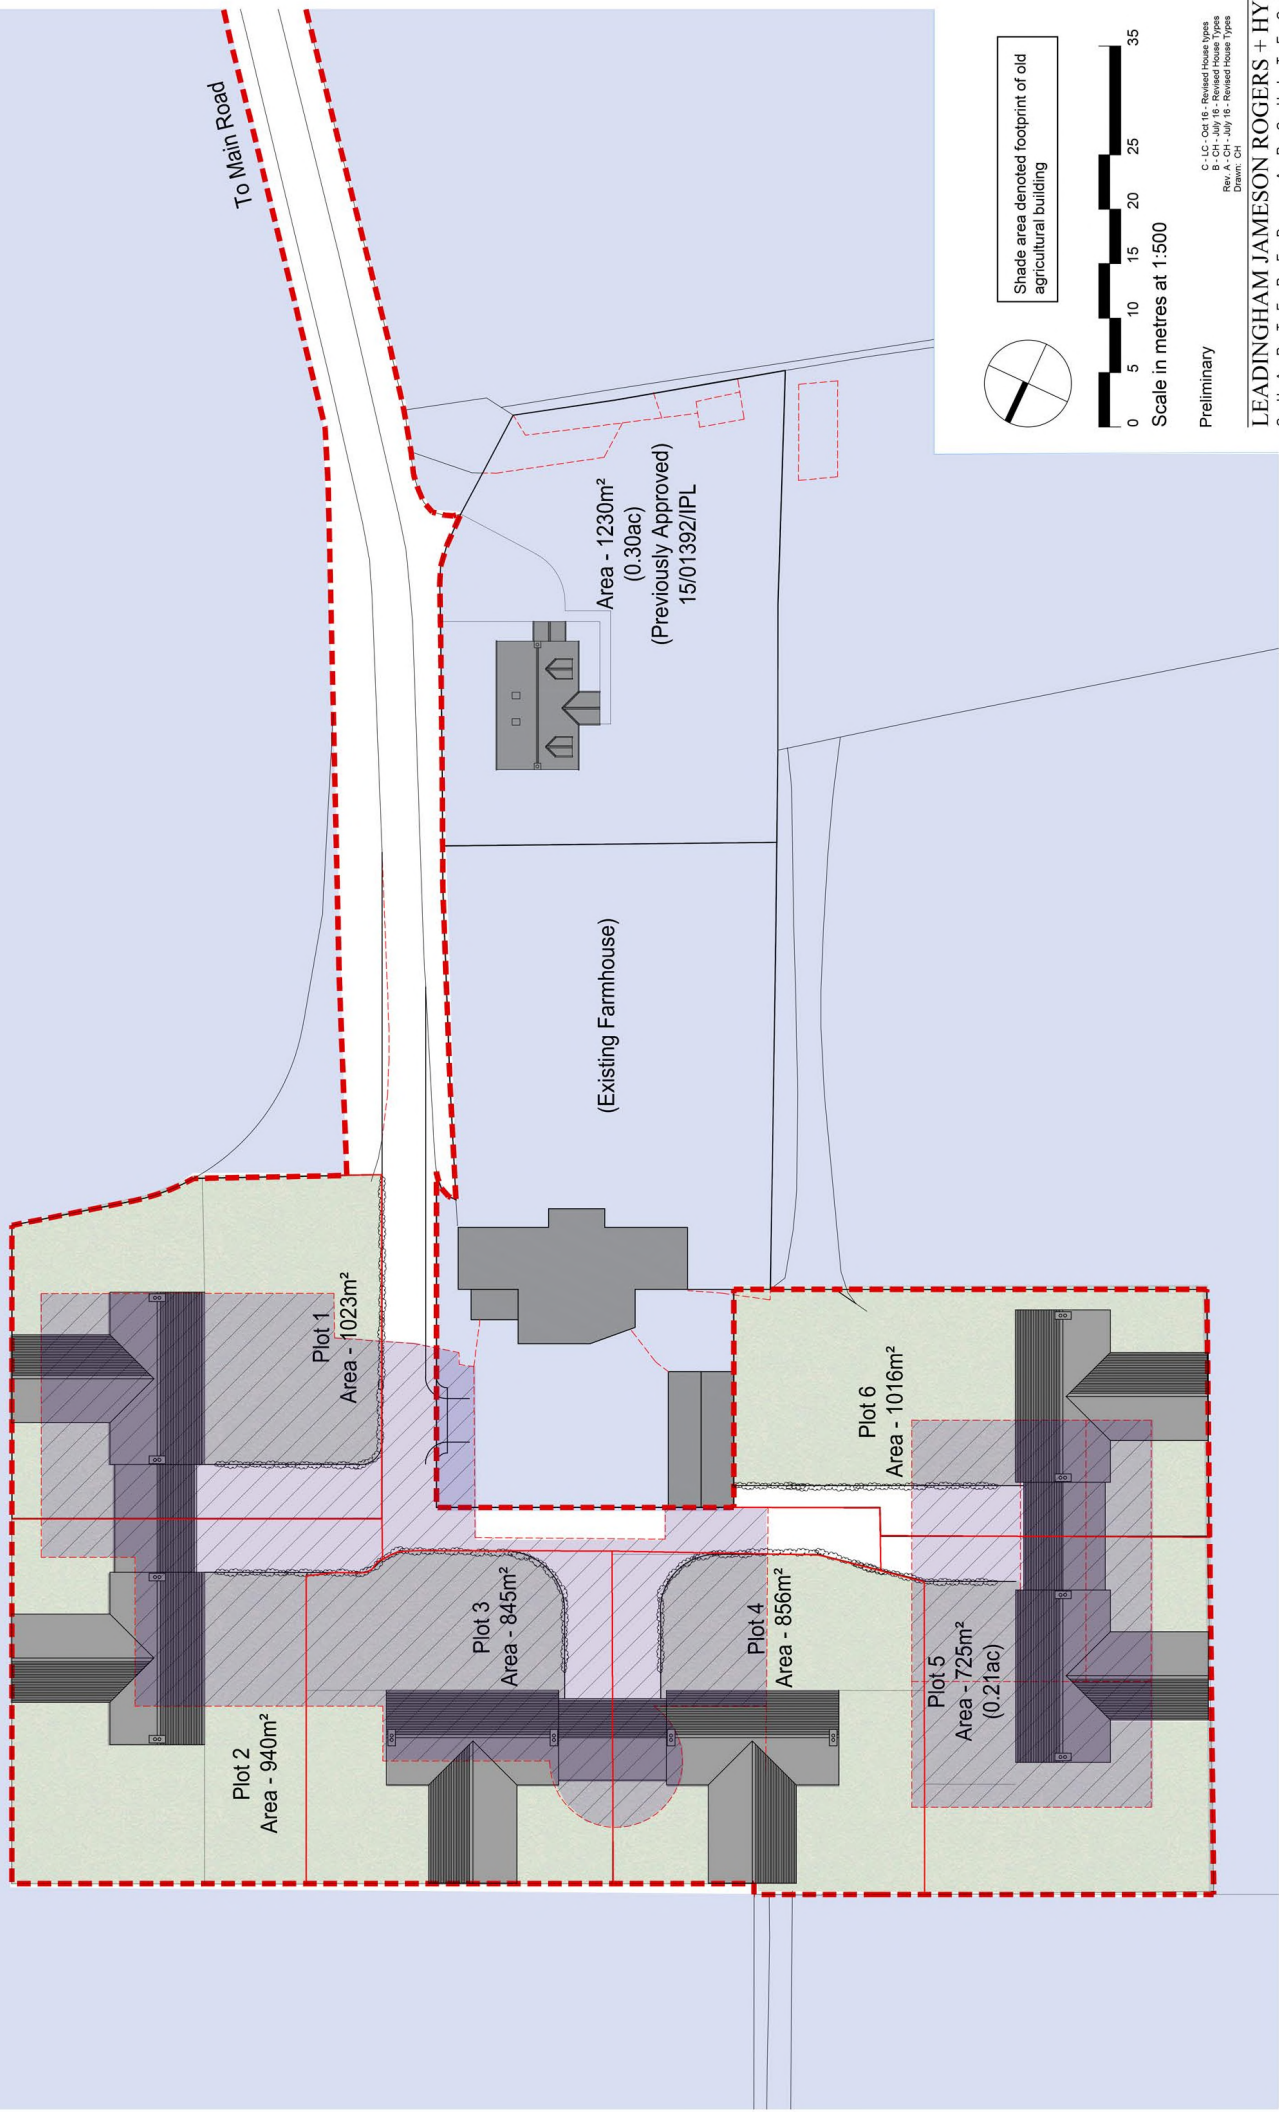 To Main Road
Area - 1230m²
(0.30ac)
(Previously Approved)
15/01392/IPL
(Existing Farmhouse)
Plot 1
Area - 1023m²
Plot 2
Area - 940m²
Plot 3
Area - 845m²
Plot 4
Area - 856m²
Plot 5
Area - 725m²
(0.21ac)
Plot 6
Area - 1016m²
Shade area denoted footprint of old
agricultural building
0 5 10 15 20 25 35
Scale in metres at 1:500
Preliminary
C - LC - Oct 16 - Revised House types
B - CH - July 16 - Revised House Types
Rev. A - CH - July 16 - Revised House Types
Drawn: CH
LEADINGHAM JAMESON ROGERS + HY